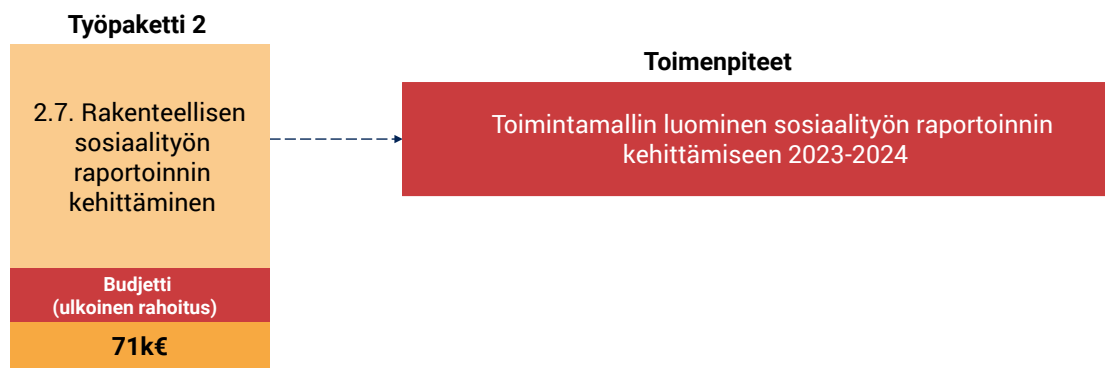 Työpaketti 2
2.7. Rakenteellisen
sosiaalityön
raportoinnin
kehittäminen
Budjetti
(ulkoinen rahoitus)
71k€
Toimenpiteet
Toimintamallin luominen sosiaalityön raportoinnin
kehittämiseen 2023-2024